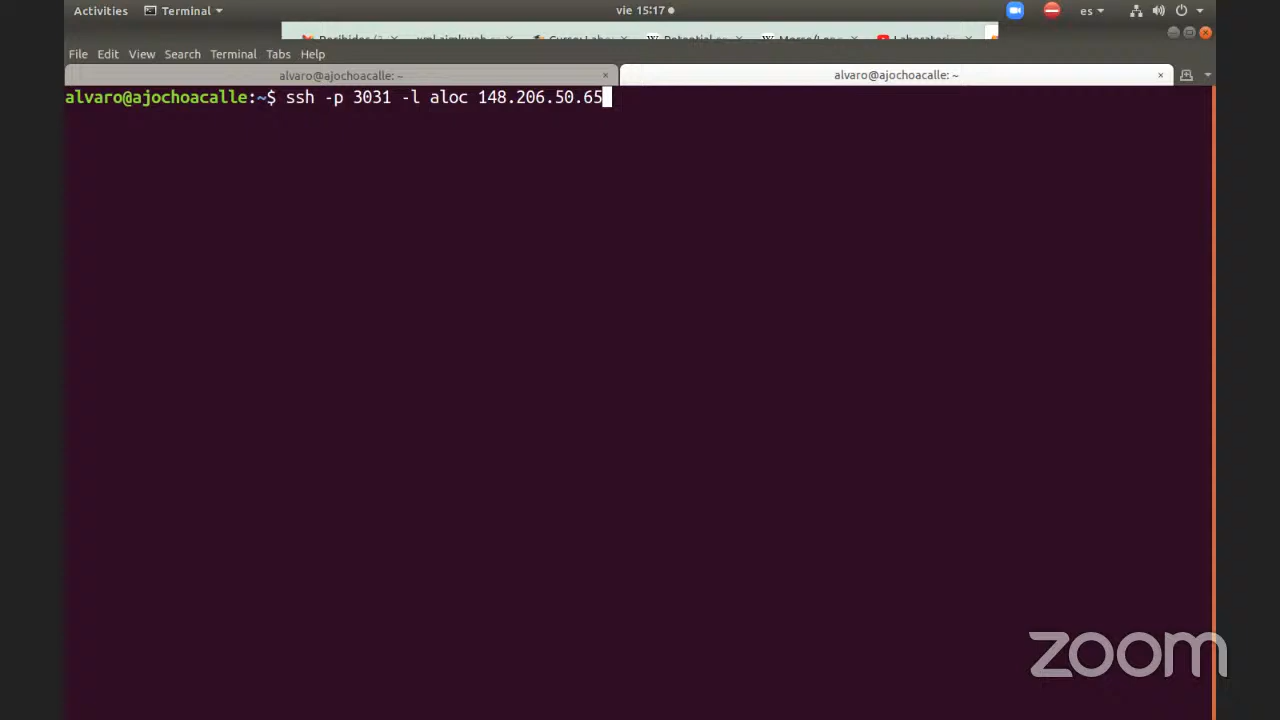 Activities Terminal vie 15:17 es
File Edit View Search Terminal Tabs Help
alvaro@ajochoacalle: ~ × alvaro@ajochoacalle: ~ ×
alvaro@ajochoacalle:~$ ssh -p 3031 -l aloc 148.206.50.65
zoom